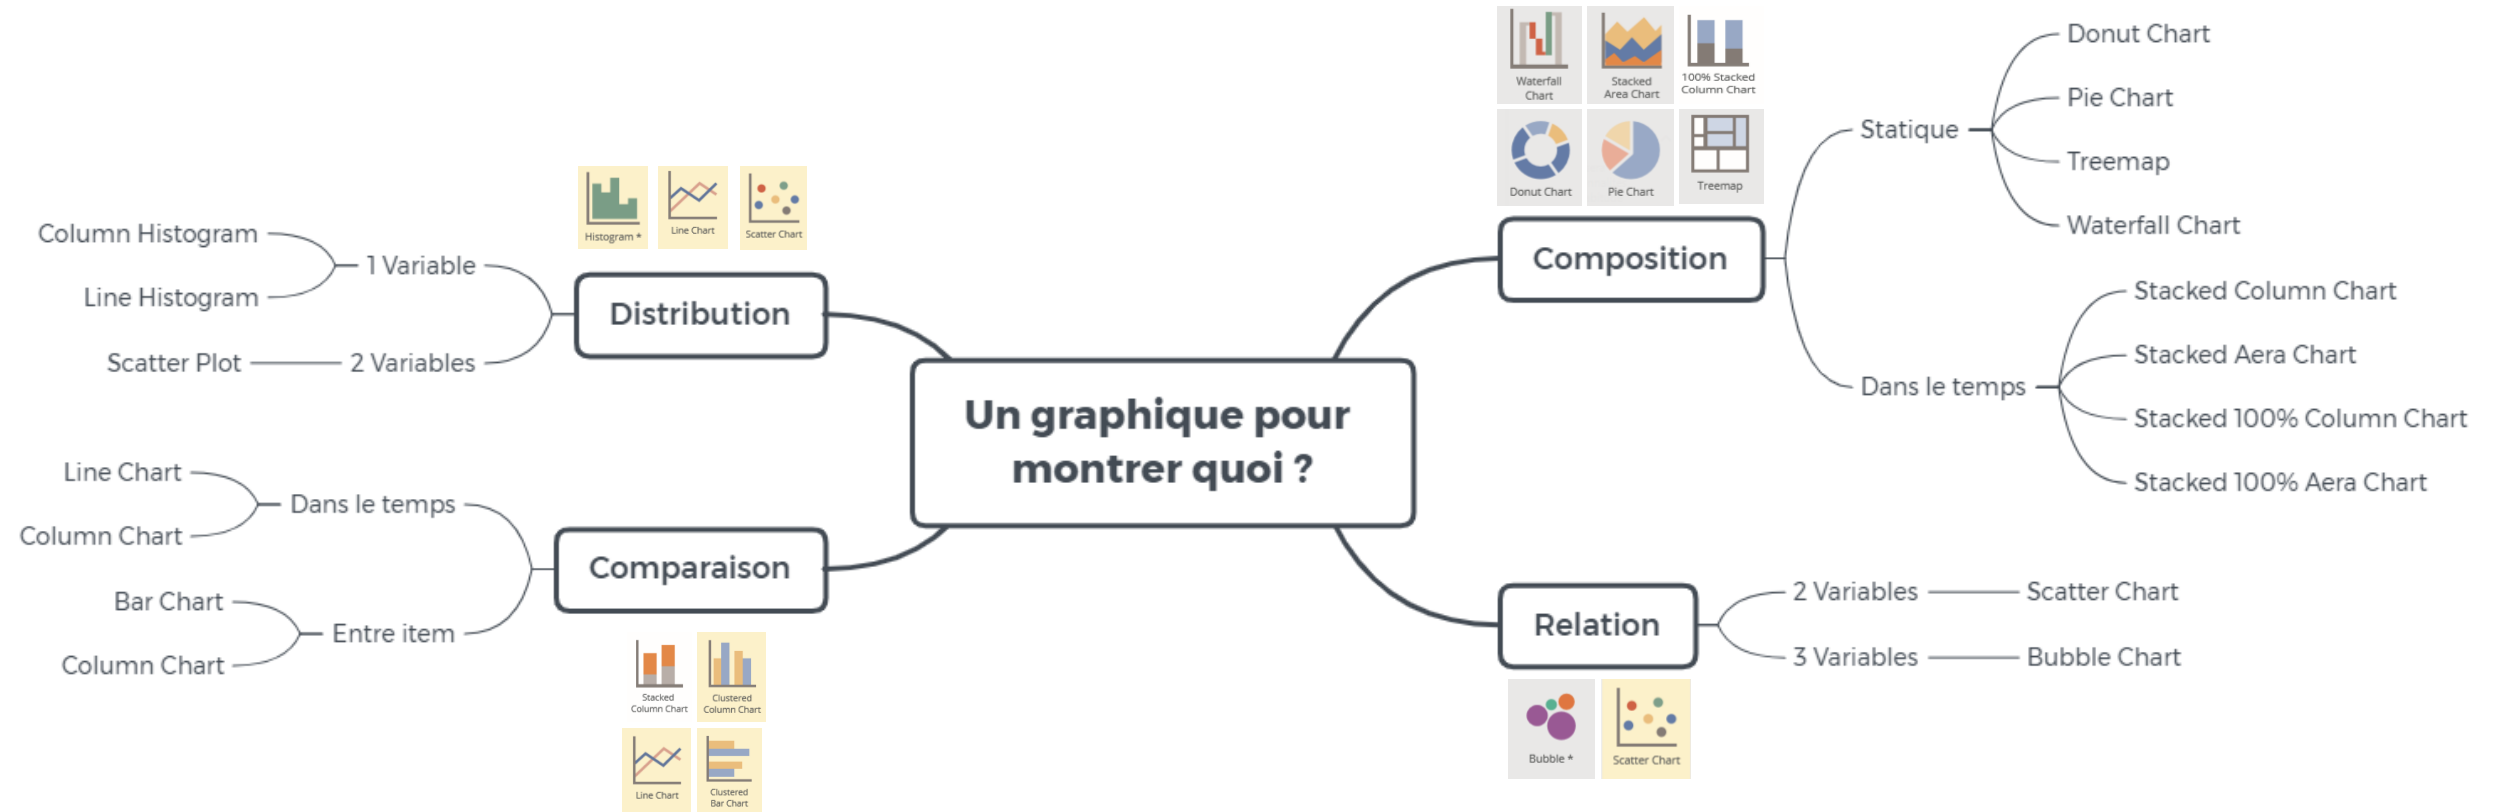 Un graphique pour
montrer quoi ?
Distribution
Histogram *
Line Chart
Scatter Chart
1 Variable
Column Histogram
Line Histogram
2 Variables
Scatter Plot
Comparaison
Dans le temps
Line Chart
Column Chart
Entre item
Bar Chart
Column Chart
Stacked
Column Chart
Clustered
Column Chart
Line Chart
Clustered
Bar Chart
Waterfall
Chart
Stacked
Area Chart
100% Stacked
Column Chart
Donut Chart
Pie Chart
Treemap
Composition
Statique
Donut Chart
Pie Chart
Treemap
Waterfall Chart
Dans le temps
Stacked Column Chart
Stacked Aera Chart
Stacked 100% Column Chart
Stacked 100% Aera Chart
Relation
2 Variables
Scatter Chart
3 Variables
Bubble Chart
Bubble *
Scatter Chart